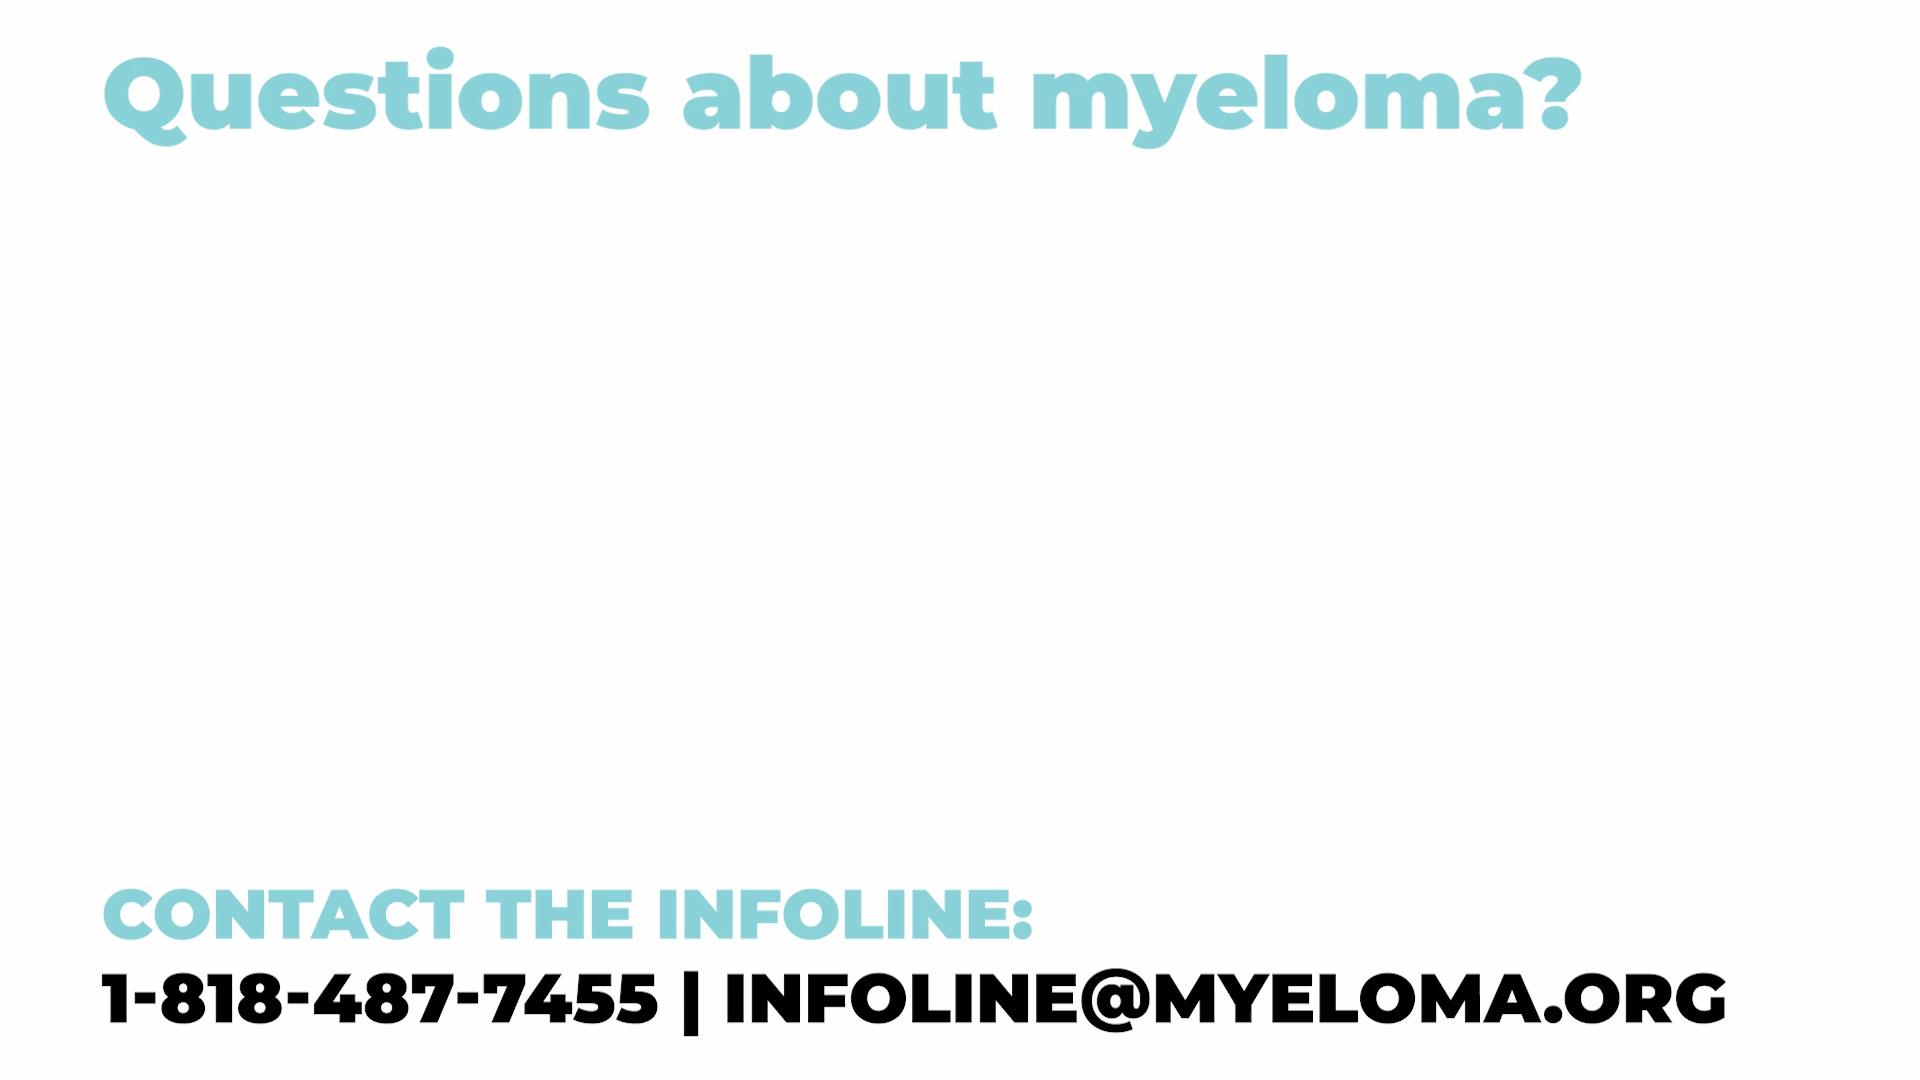 Questions about myeloma?
CONTACT THE INFOLINE:
1-818-487-7455 | INFOLINE@MYELOMA.ORG